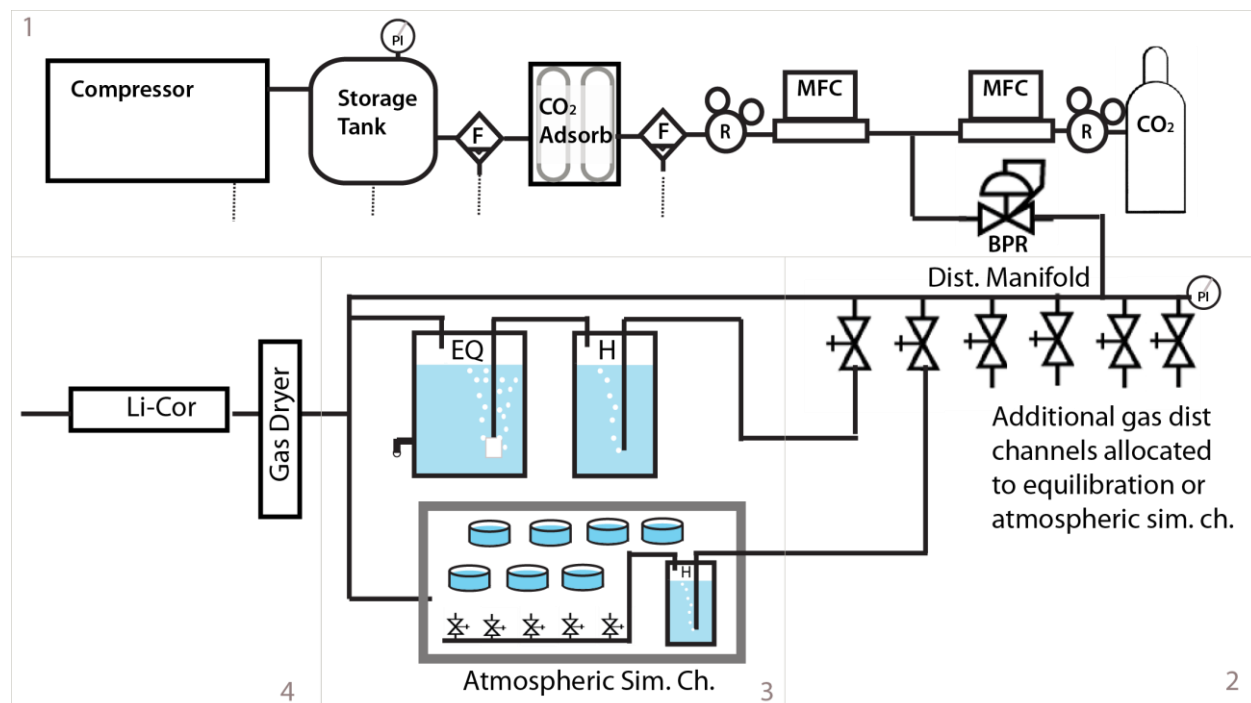 1
PI
Compressor
Storage
Tank
F
CO₂
Adsorb
F
R
MFC
MFC
R
CO₂
BPR
Dist. Manifold
PI
EQ
H
Li-Cor
Gas Dryer
Additional gas dist
channels allocated
to equilibration or
atmospheric sim. ch.
H
Atmospheric Sim. Ch.
4
3
2